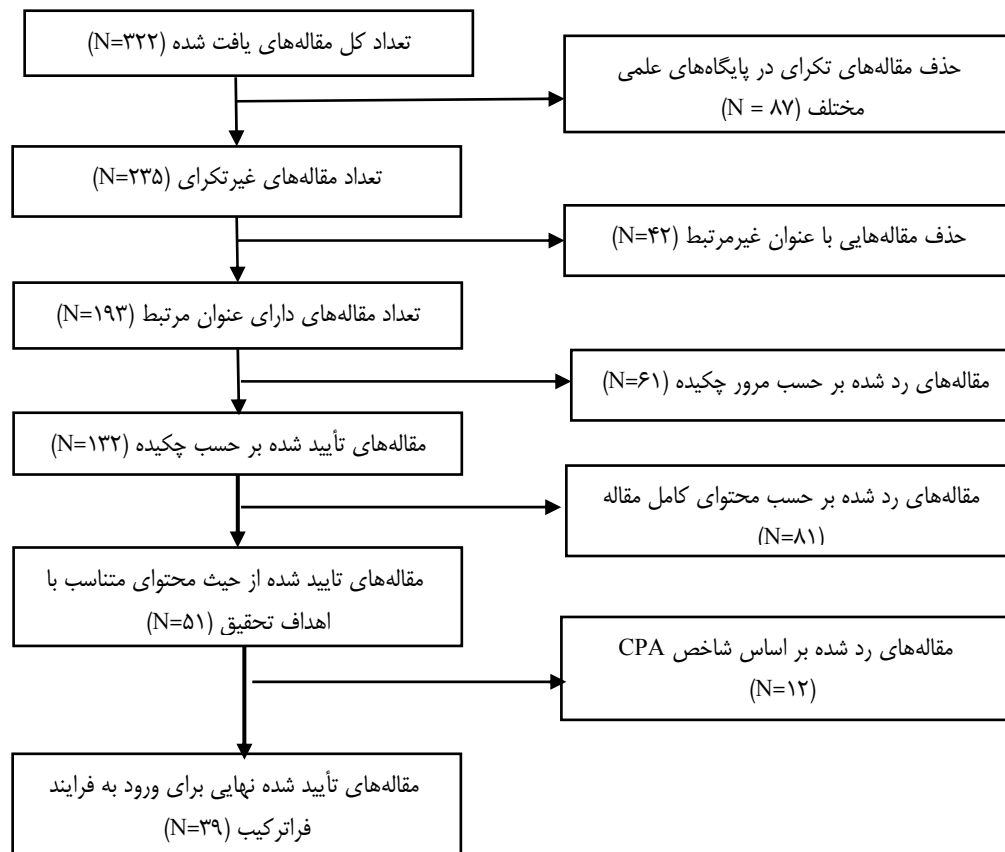 تعداد کل مقاله‌های یافت شده (N=۳۲۲)
حذف مقاله‌های تکرای در پایگاه‌های علمی
مختلف (N = ۸۷)
تعداد مقاله‌های غیرتکرای (N=۲۳۵)
حذف مقاله‌هایی با عنوان غیرمرتبط (N=۴۲)
تعداد مقاله‌های دارای عنوان مرتبط (N=۱۹۳)
مقاله‌های رد شده بر حسب مرور چکیده (N=۶۱)
مقاله‌های تأیید شده بر حسب چکیده (N=۱۳۲)
مقاله‌های رد شده بر حسب محتوای کامل مقاله
(N=۸۱)
مقاله‌های تایید شده از حیث محتوای متناسب با
اهداف تحقیق (N=۵۱)
مقاله‌های رد شده بر اساس شاخص CPA
(N=۱۲)
مقاله‌های تأیید شده نهایی برای ورود به فرایند
فراترکیب (N=۳۹)